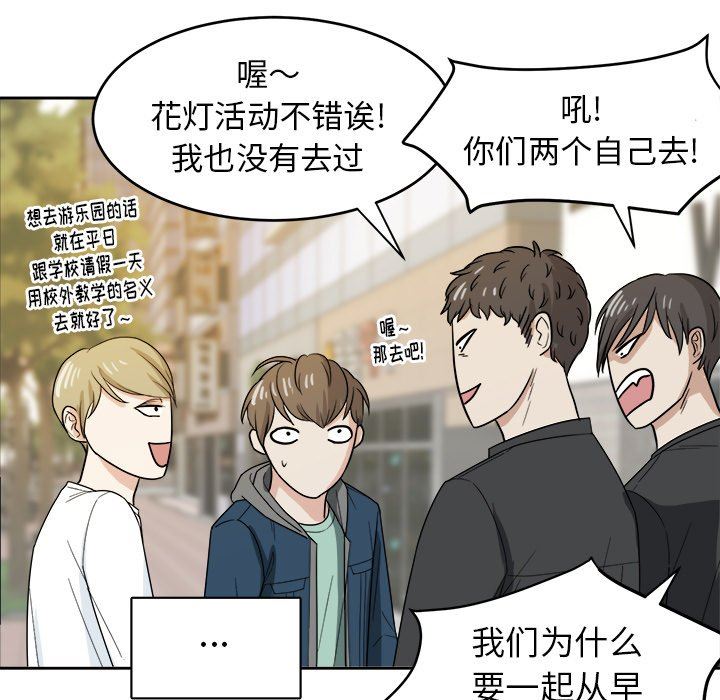 喔～
花灯活动不错诶!
我也没有去过
吼!
你们两个自己去!
想去游乐园的话
就在平日
跟学校请假一天
用校外教学的名义
去就好了～
喔～
那去吧!
...
我们为什么
要一起从早